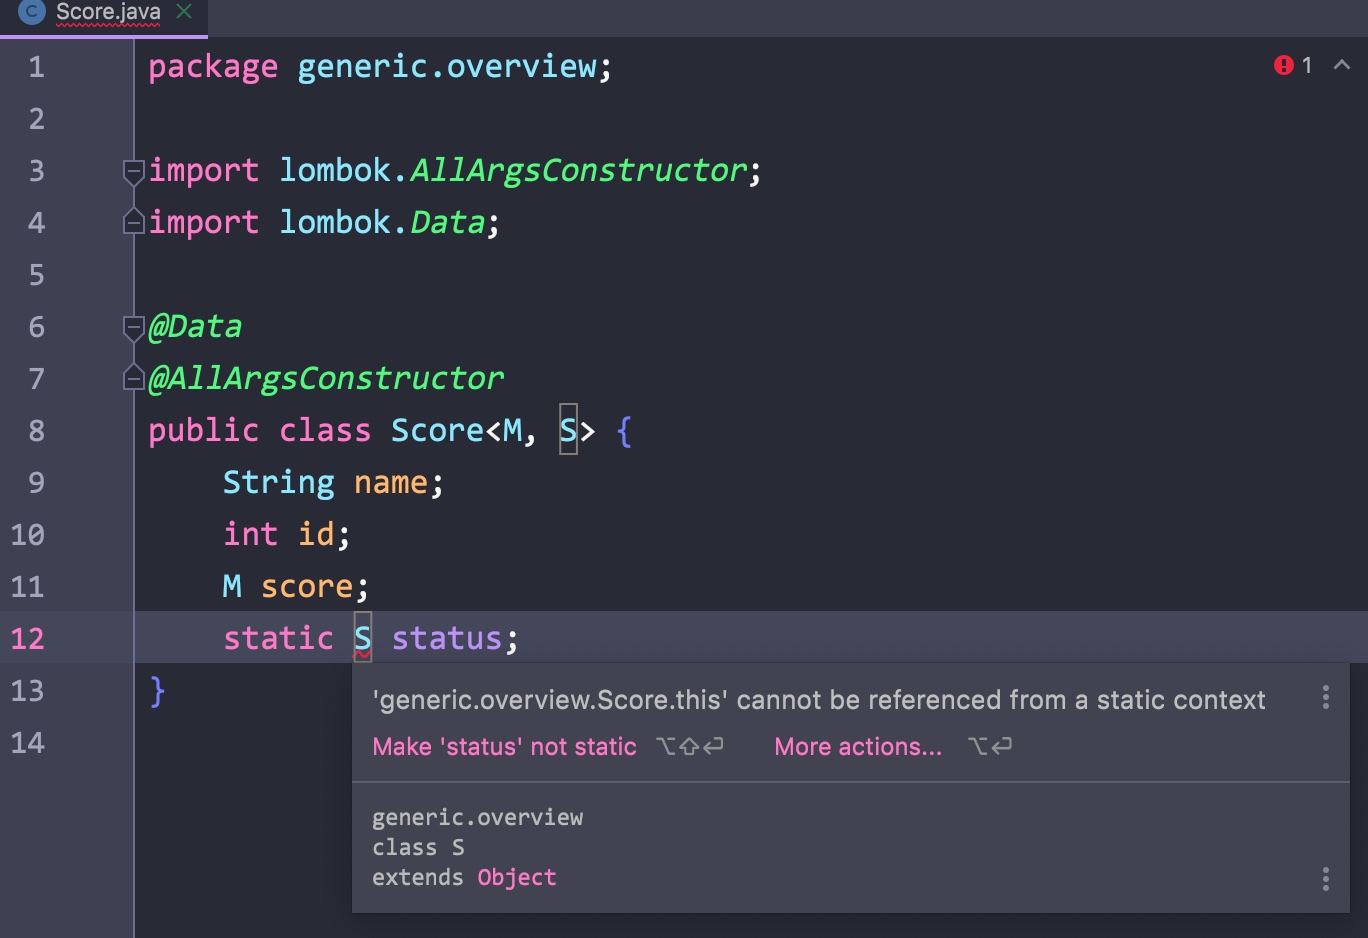 C Score.java
1 package generic.overview; 1
2
3 import lombok.AllArgsConstructor;
4 import lombok.Data;
5
6 @Data
7 @AllArgsConstructor
8 public class Score<M, S> {
9 String name;
10 int id;
11 M score;
12 static S status;
13 }
14
'generic.overview.Score.this' cannot be referenced from a static context
Make 'status' not static ⌥⇧⏎ More actions... ⌥⏎
generic.overview
class S
extends Object